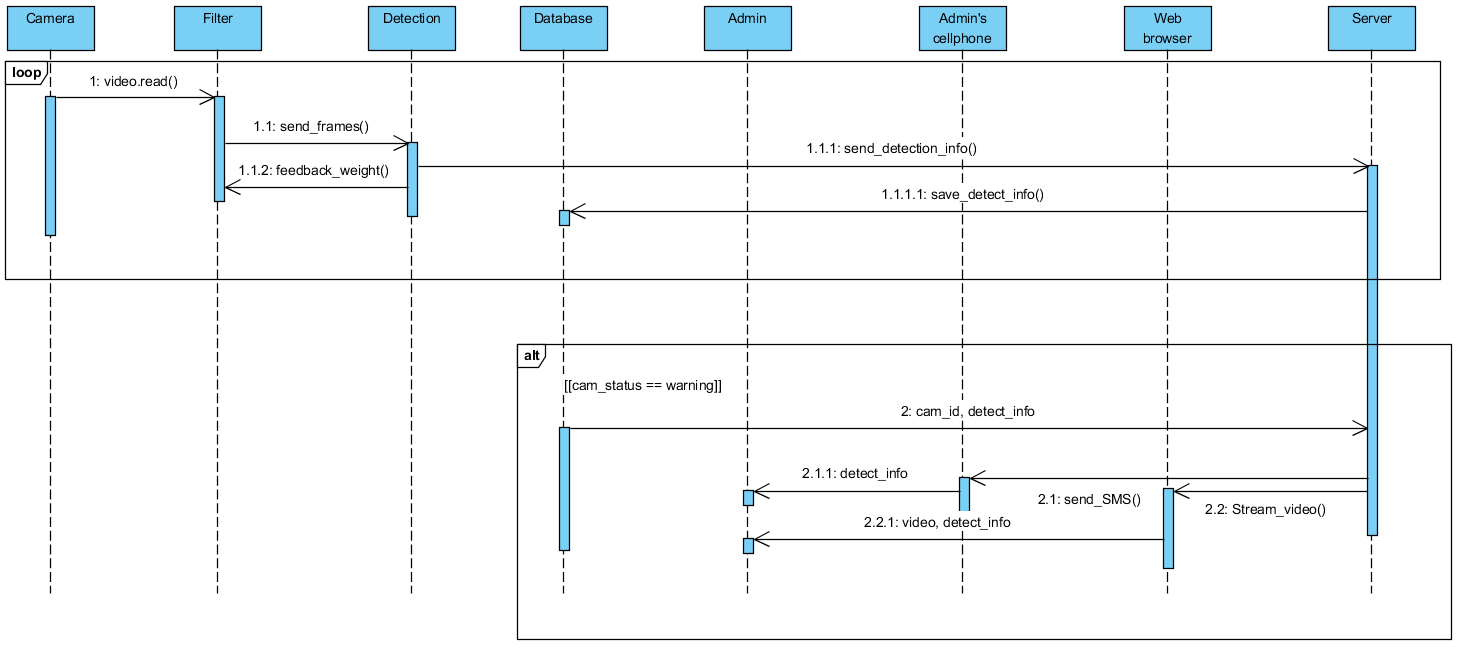 Camera
Filter
Detection
Database
Admin
Admin's
cellphone
Web
browser
Server
loop
1: video.read()
1.1: send_frames()
1.1.1: send_detection_info()
1.1.2: feedback_weight()
1.1.1.1: save_detect_info()
alt
[[cam_status == warning]]
2: cam_id, detect_info
2.1.1: detect_info
2.1: send_SMS()
2.2: Stream_video()
2.2.1: video, detect_info